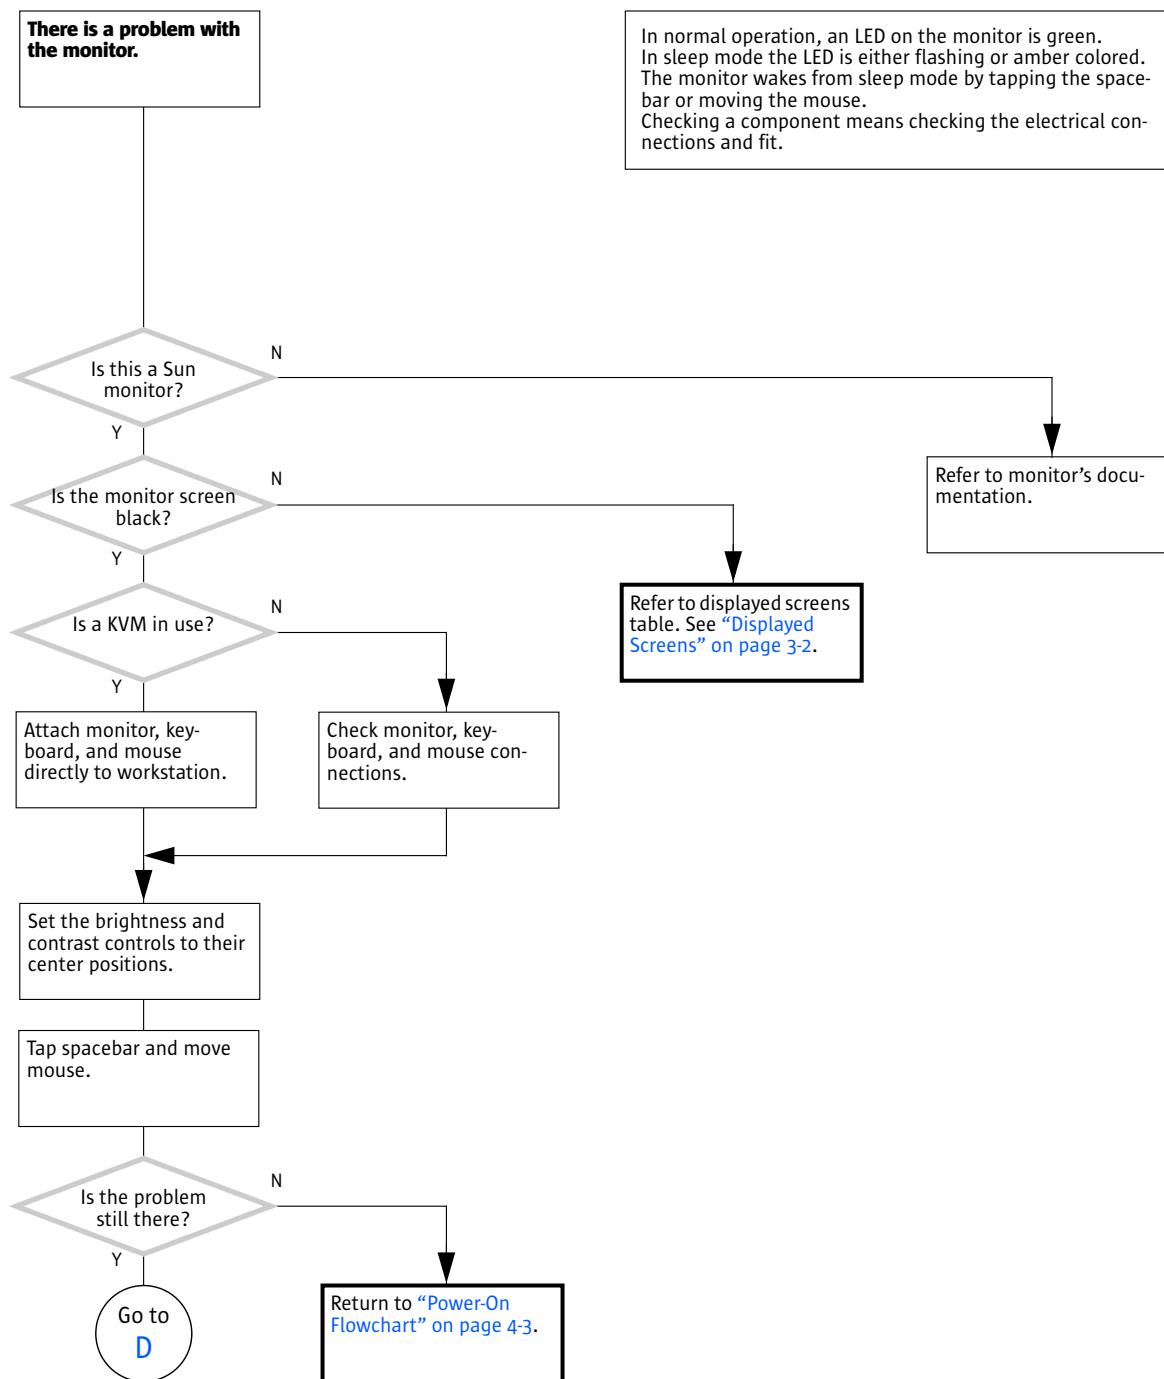 There is a problem with
the monitor.
In normal operation, an LED on the monitor is green.
In sleep mode the LED is either flashing or amber colored.
The monitor wakes from sleep mode by tapping the space-
bar or moving the mouse.
Checking a component means checking the electrical con-
nections and fit.
Is this a Sun
monitor?
N
Y
Refer to monitor's docu-
mentation.
Is the monitor screen
black?
N
Y
Refer to displayed screens
table. See “Displayed
Screens” on page 3-2.
Is a KVM in use?
N
Y
Attach monitor, key-
board, and mouse
directly to workstation.
Check monitor, key-
board, and mouse con-
nections.
Set the brightness and
contrast controls to their
center positions.
Tap spacebar and move
mouse.
Is the problem
still there?
N
Y
Go to
D
Return to “Power-On
Flowchart” on page 4-3.